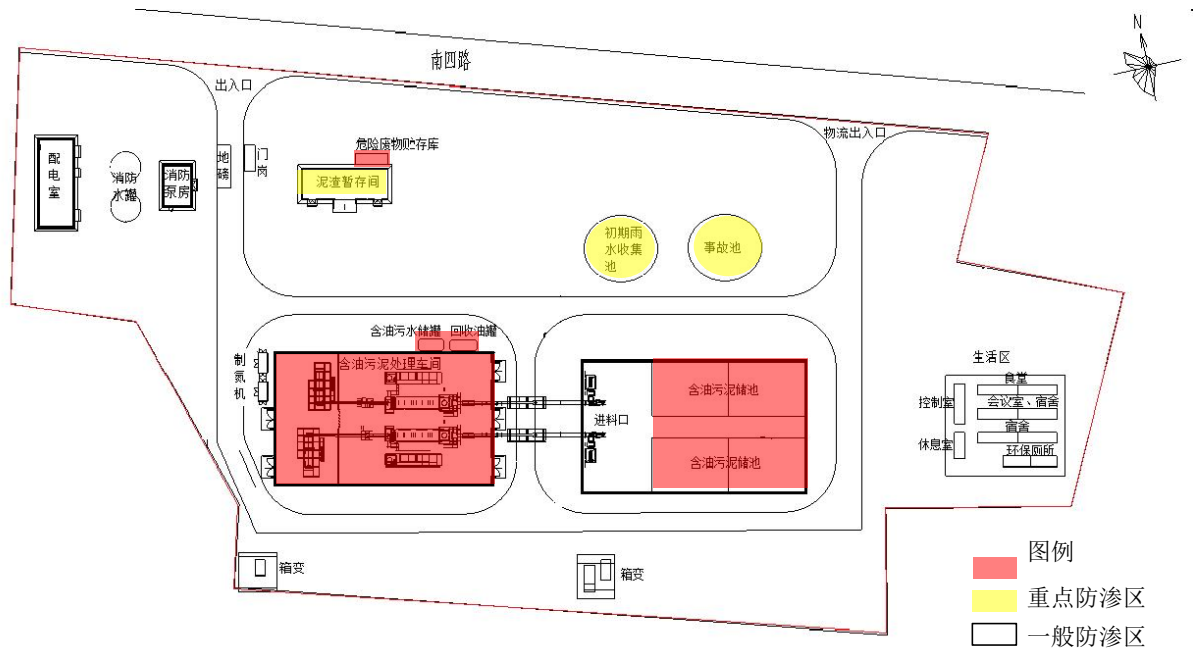 N
南四路
出入口
物流出入口
配电室
消防水罐
消防泵房
地磅
门岗
危险废物贮存库
泥渣暂存间
初期雨
水收集
池
事故池
含油污水储罐
回收油罐
制氮机
含油污泥处理车间
进料口
含油污泥储池
含油污泥储池
生活区
食堂
控制室
会议室、宿舍
宿舍
休息室
环保厕所
箱变
箱变
图例
重点防渗区
一般防渗区